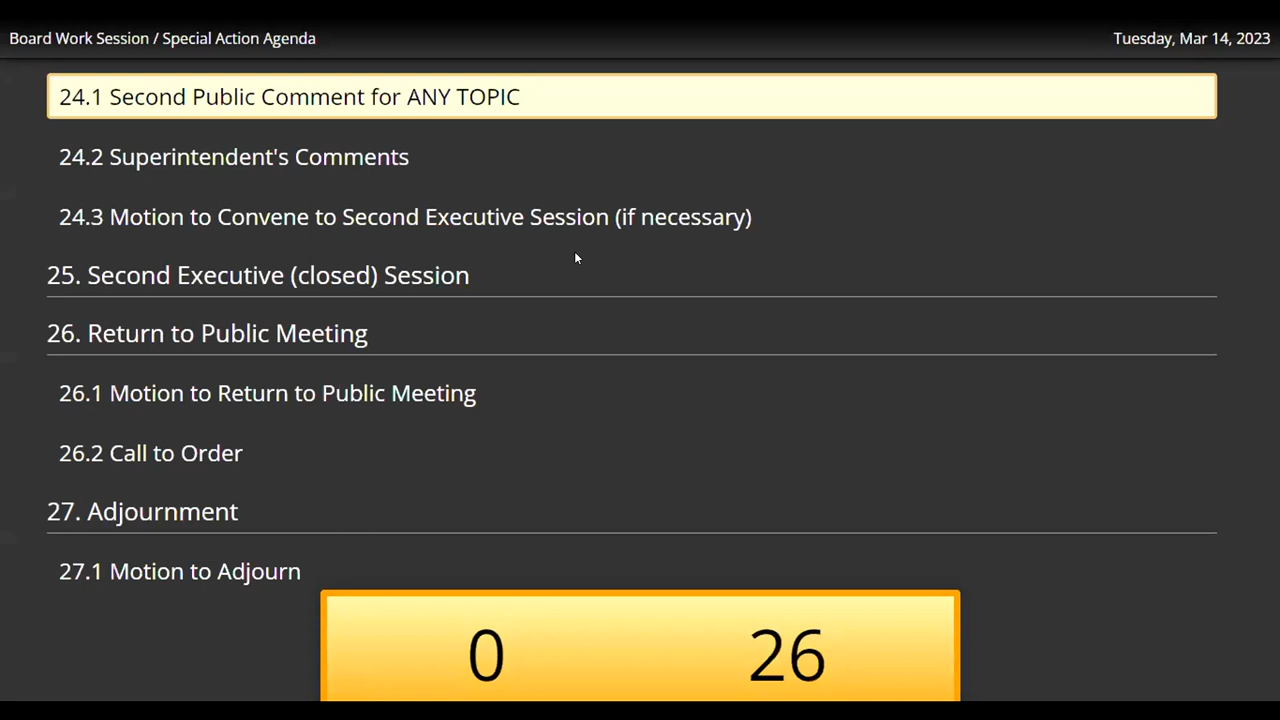 Board Work Session / Special Action Agenda
Tuesday, Mar 14, 2023
24.1 Second Public Comment for ANY TOPIC
24.2 Superintendent's Comments
24.3 Motion to Convene to Second Executive Session (if necessary)
25. Second Executive (closed) Session
26. Return to Public Meeting
26.1 Motion to Return to Public Meeting
26.2 Call to Order
27. Adjournment
27.1 Motion to Adjourn
0 26